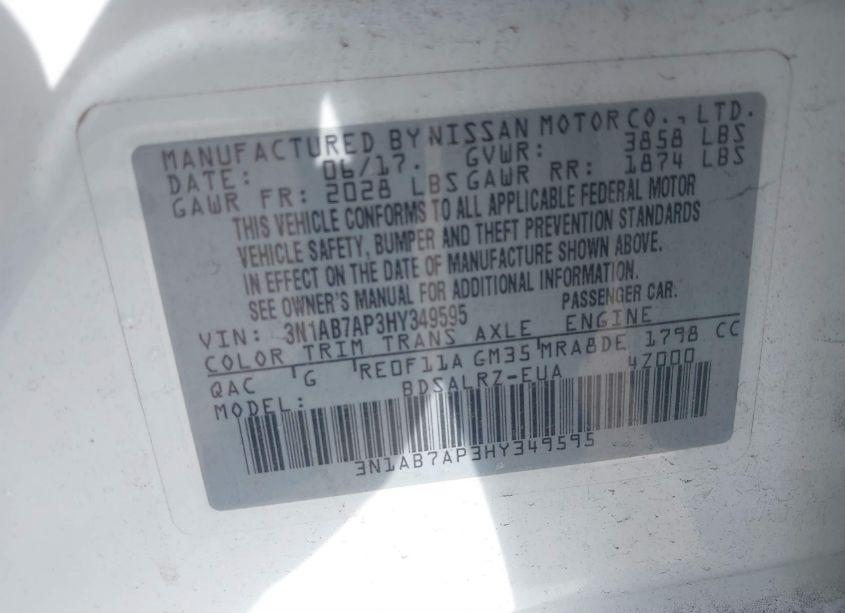 MANUFACTURED BY NISSAN MOTOR CO., LTD.
DATE: 06/17. GVWR: 3858 LBS
GAWR FR: 2028 LBS GAWR RR: 1874 LBS
THIS VEHICLE CONFORMS TO ALL APPLICABLE FEDERAL MOTOR
VEHICLE SAFETY, BUMPER AND THEFT PREVENTION STANDARDS
IN EFFECT ON THE DATE OF MANUFACTURE SHOWN ABOVE.
SEE OWNER'S MANUAL FOR ADDITIONAL INFORMATION.
VIN: 3N1AB7AP3HY349595 PASSENGER CAR.
COLOR TRIM TRANS AXLE ENGINE
QAC G RE0F11A GM35 MRA8DE 1798 CC
MODEL: BDSALRZ-EUA 4Z000
3N1AB7AP3HY349595